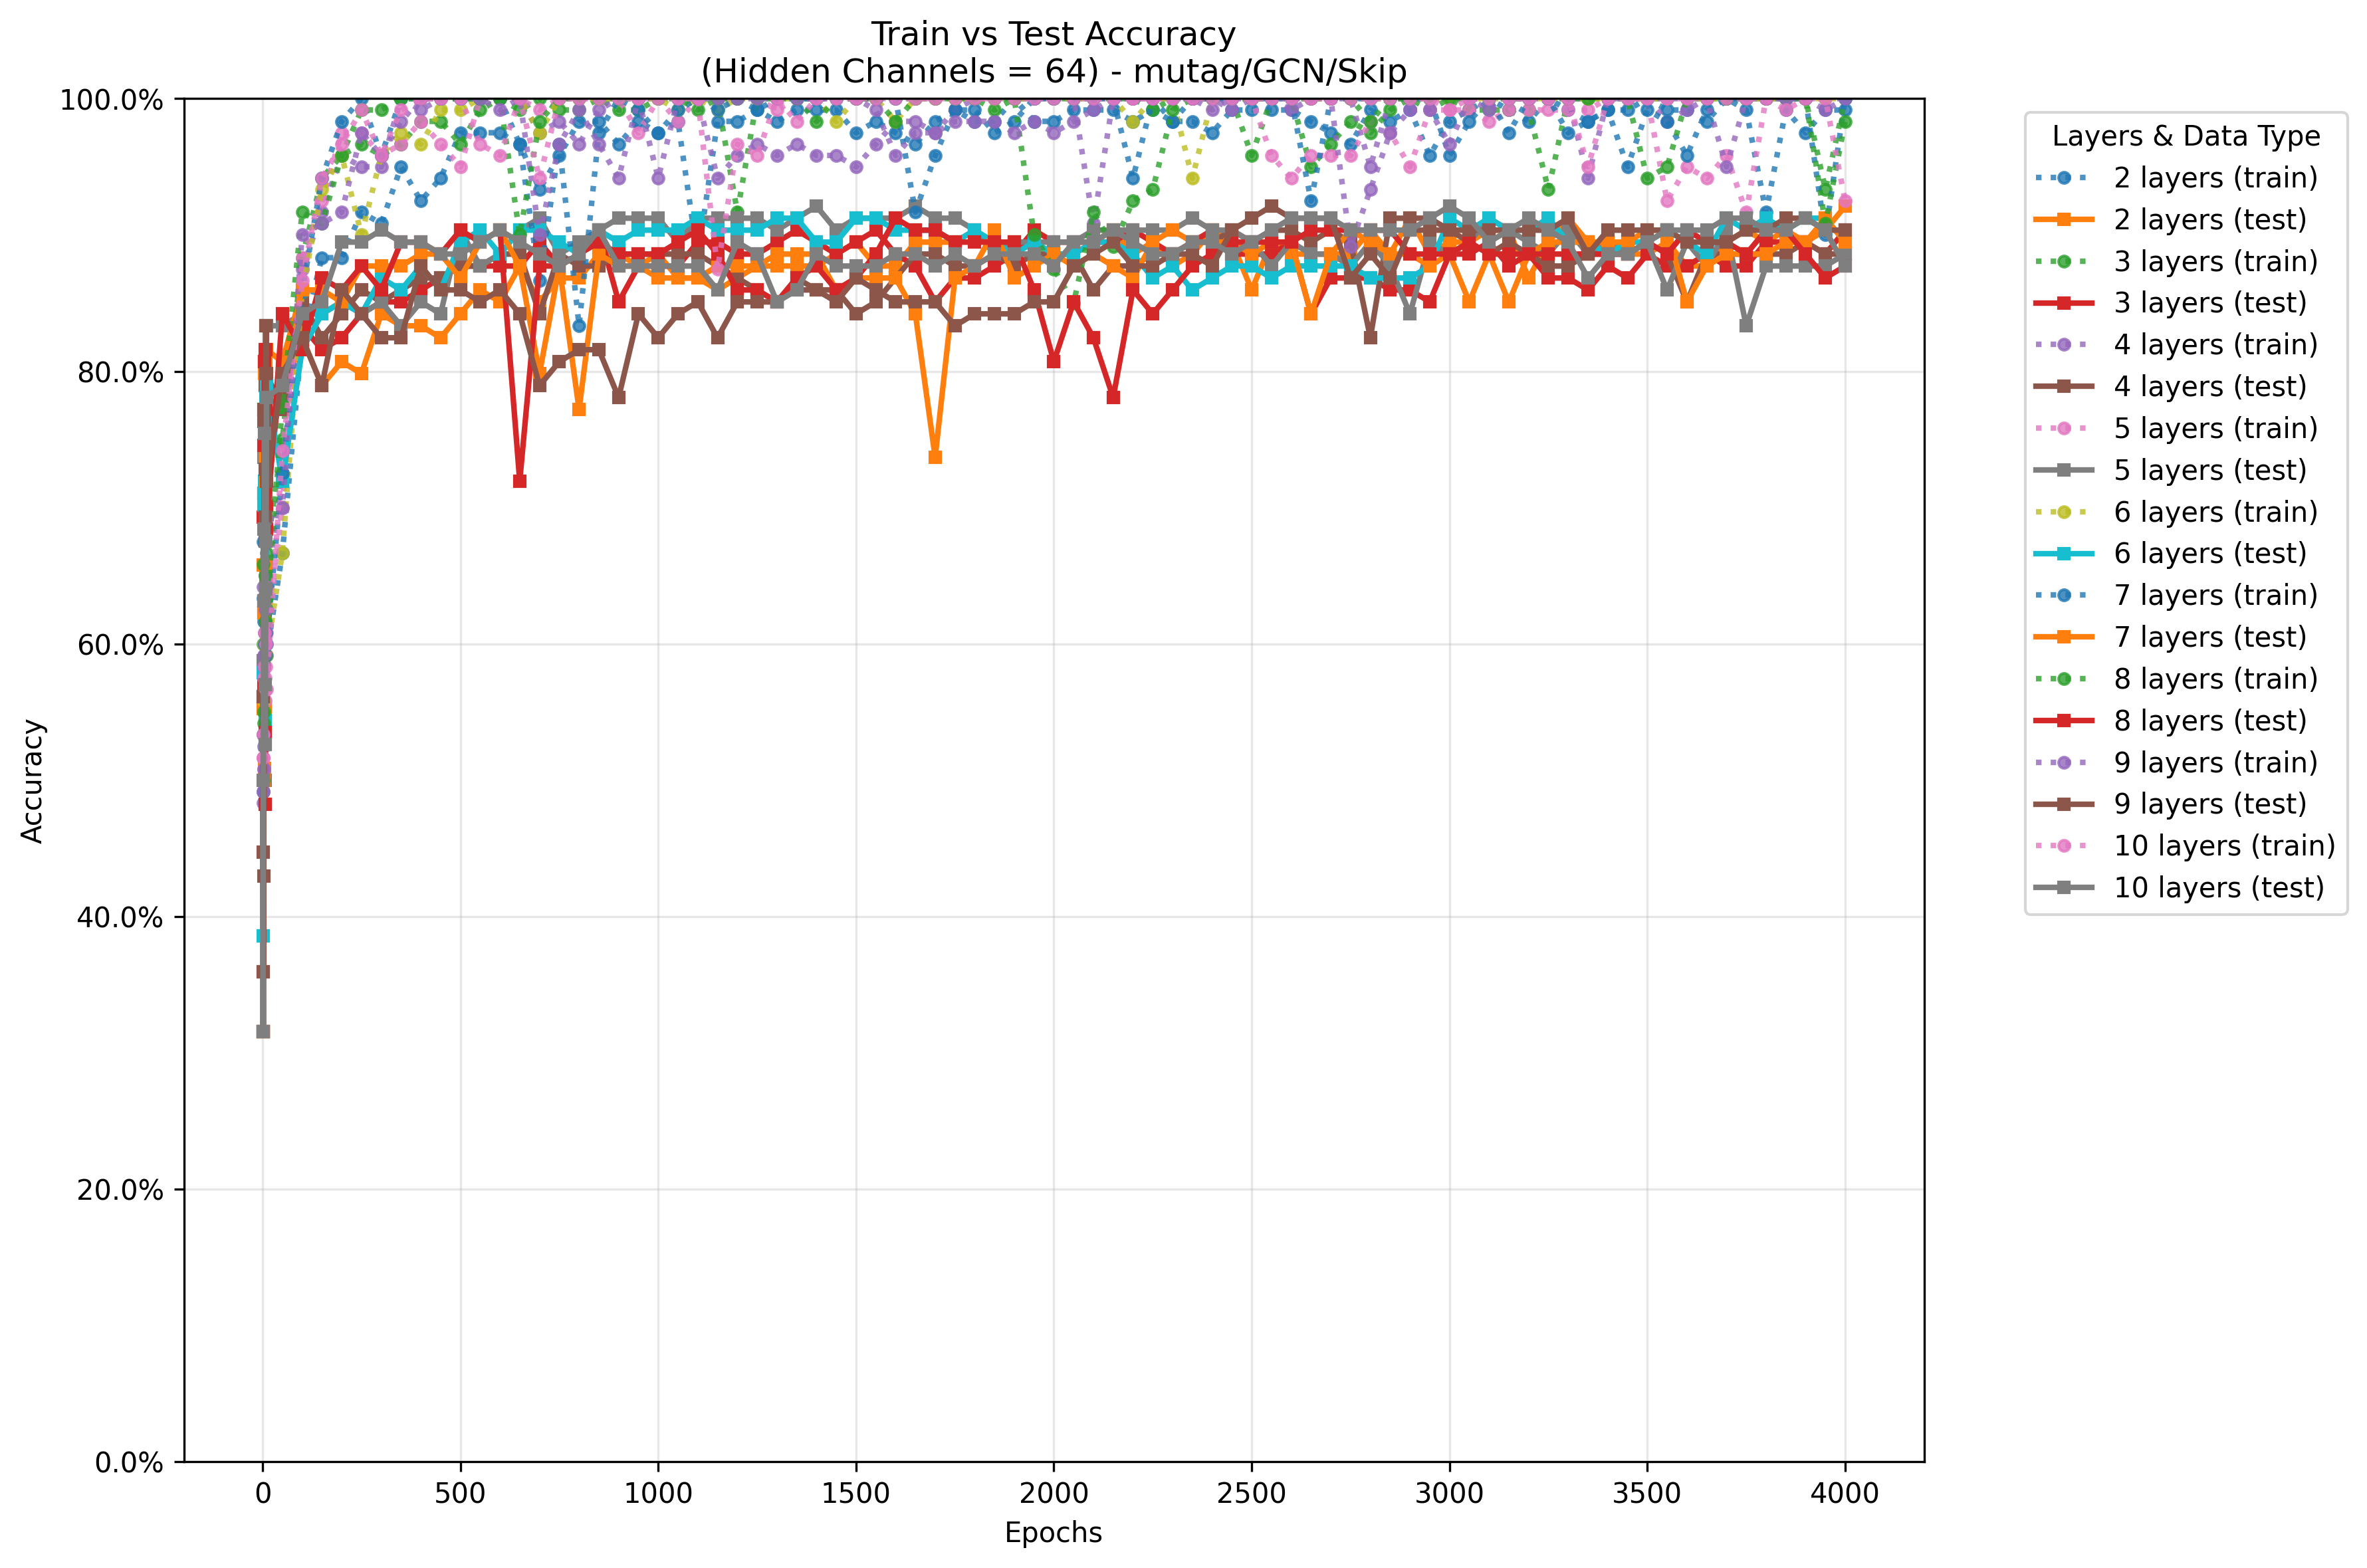 Train vs Test Accuracy
(Hidden Channels = 64) - mutag/GCN/Skip
100.0%
80.0%
60.0%
40.0%
20.0%
0.0%
Accuracy
0
500
1000
1500
2000
2500
3000
3500
4000
Epochs
Layers & Data Type
2 layers (train)
2 layers (test)
3 layers (train)
3 layers (test)
4 layers (train)
4 layers (test)
5 layers (train)
5 layers (test)
6 layers (train)
6 layers (test)
7 layers (train)
7 layers (test)
8 layers (train)
8 layers (test)
9 layers (train)
9 layers (test)
10 layers (train)
10 layers (test)